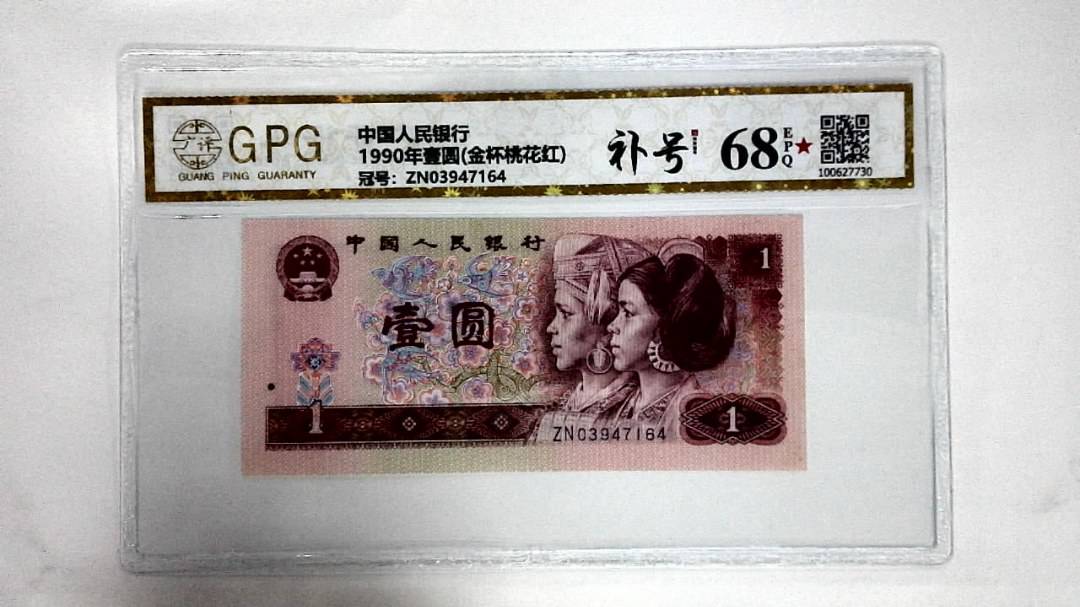 广评
GPG
GUANG PING GUARANTY
中国人民银行
1990年壹圆(金杯桃花红)
冠号：ZN03947164
补号
68
EPQ
100627730
中国人民银行
1
壹圆
1
1
ZN03947164